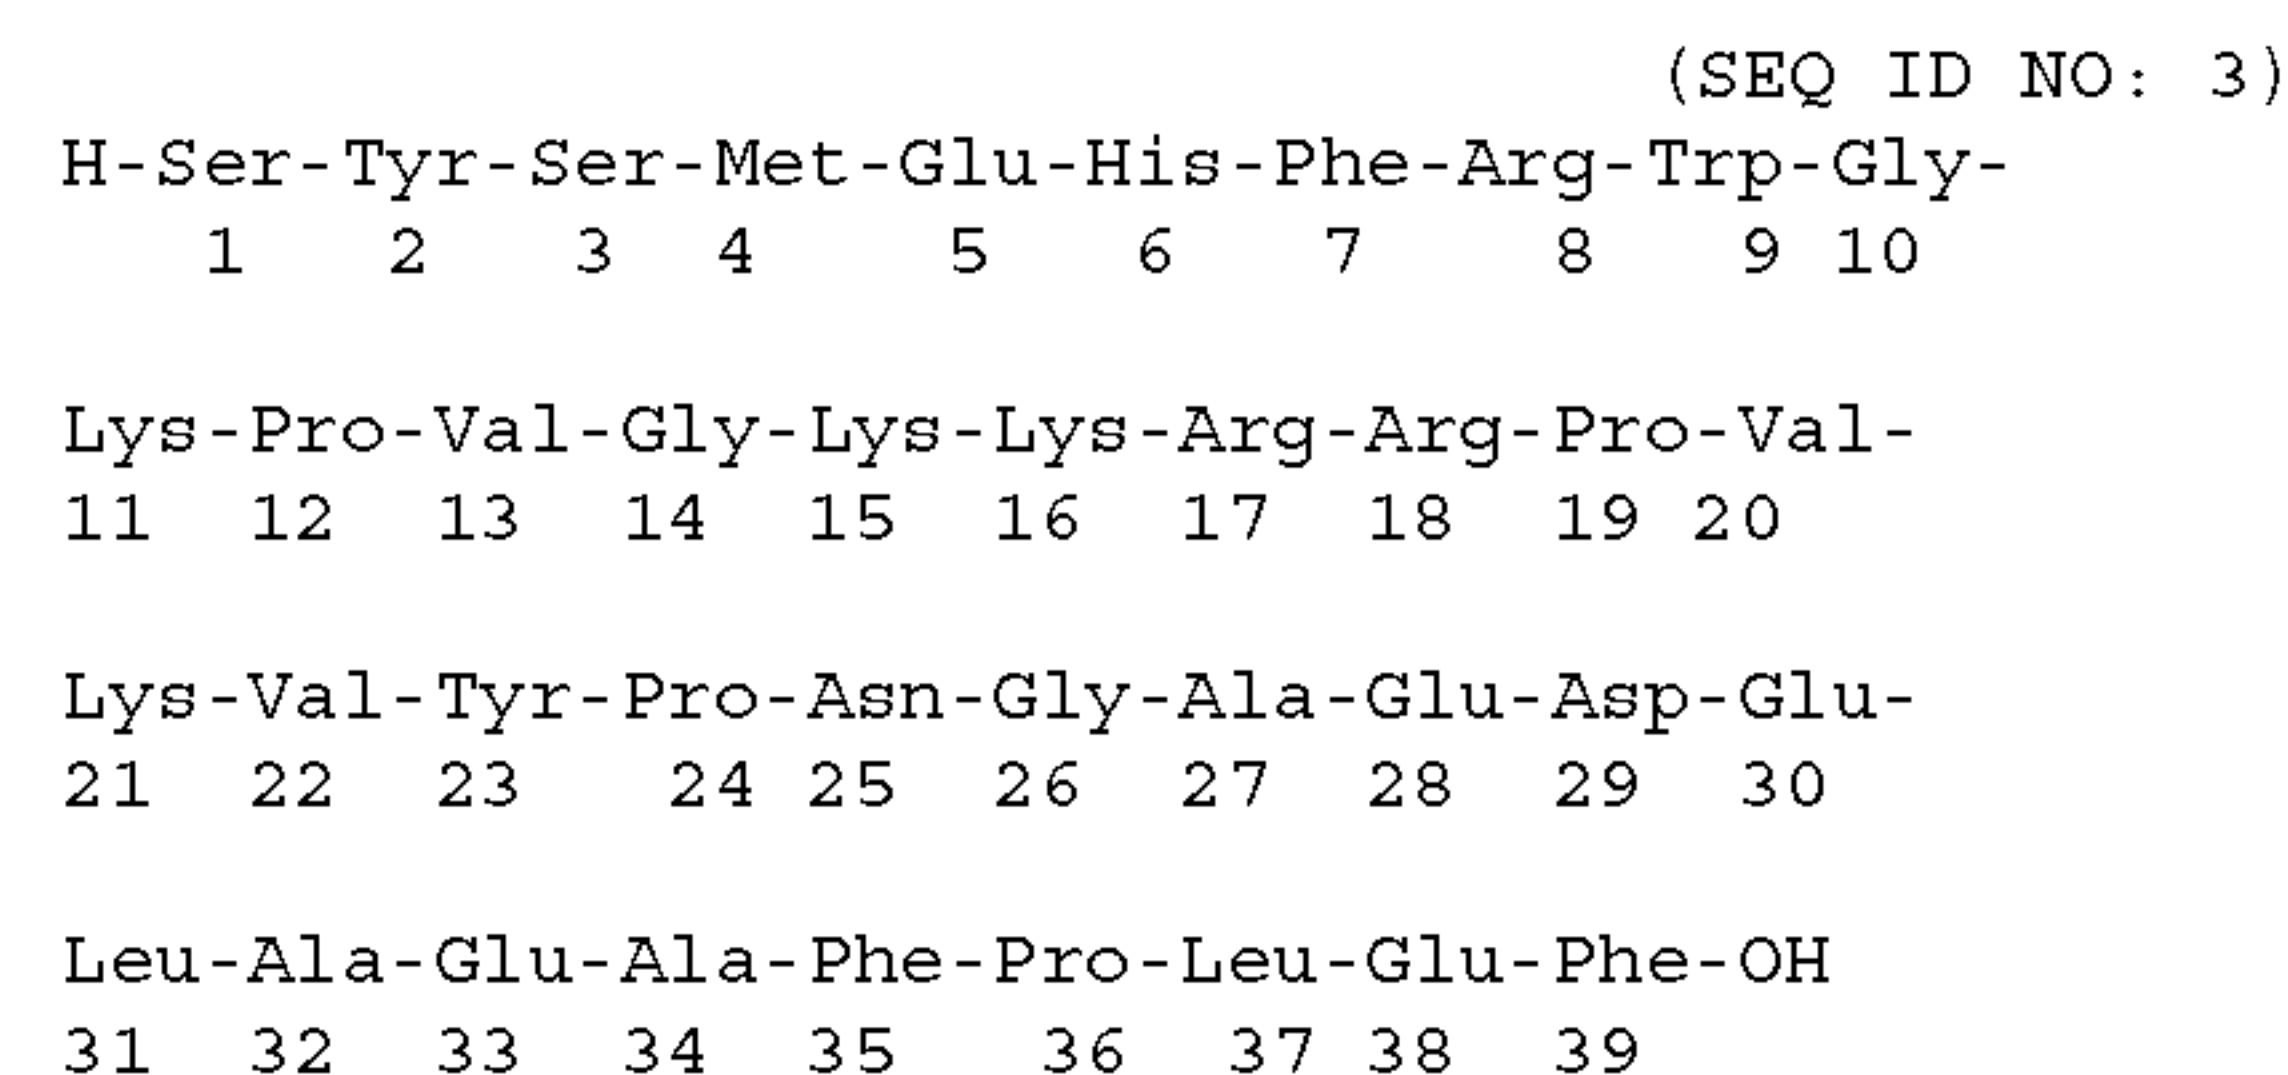 (SEQ ID NO: 3)
H-Ser-Tyr-Ser-Met-Glu-His-Phe-Arg-Trp-Gly-
1 2 3 4 5 6 7 8 9 10
Lys-Pro-Val-Gly-Lys-Lys-Arg-Arg-Pro-Val-
11 12 13 14 15 16 17 18 19 20
Lys-Val-Tyr-Pro-Asn-Gly-Ala-Glu-Asp-Glu-
21 22 23 24 25 26 27 28 29 30
Leu-Ala-Glu-Ala-Phe-Pro-Leu-Glu-Phe-OH
31 32 33 34 35 36 37 38 39